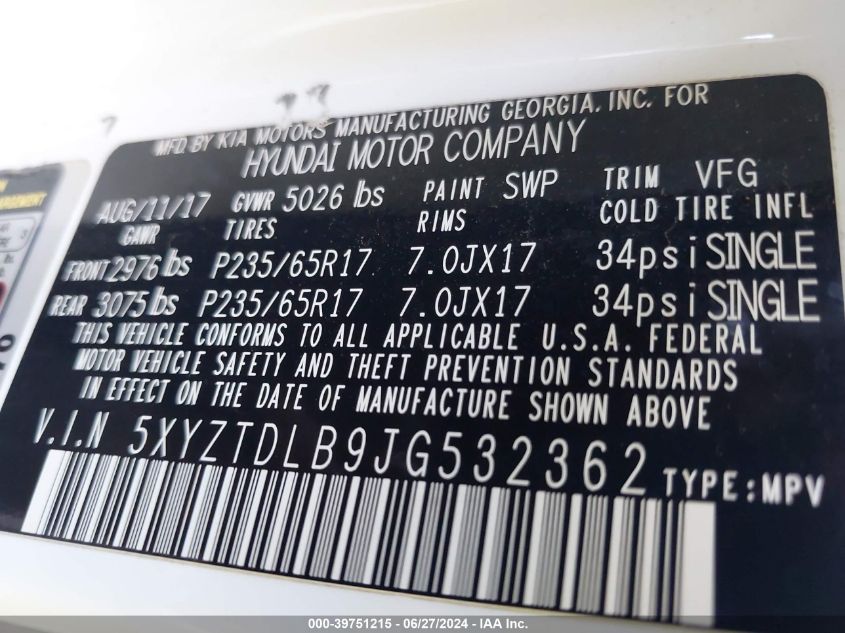 MFD. BY KIA MOTORS MANUFACTURING GEORGIA. INC. FOR
HYUNDAI MOTOR COMPANY
AUG/11/17 GVWR 5026 lbs PAINT SWP TRIM VFG
GAWR TIRES RIMS COLD TIRE INFL
FRONT 2976 lbs P235/65R17 7.0JX17 34psi SINGLE
REAR 3075 lbs P235/65R17 7.0JX17 34psi SINGLE
THIS VEHICLE CONFORMS TO ALL APPLICABLE U.S.A. FEDERAL
MOTOR VEHICLE SAFETY AND THEFT PREVENTION STANDARDS
IN EFFECT ON THE DATE OF MANUFACTURE SHOWN ABOVE
V.I.N 5XYZTDLB9JG532362 TYPE:MPV
000-39751215 - 06/27/2024 - IAA Inc.